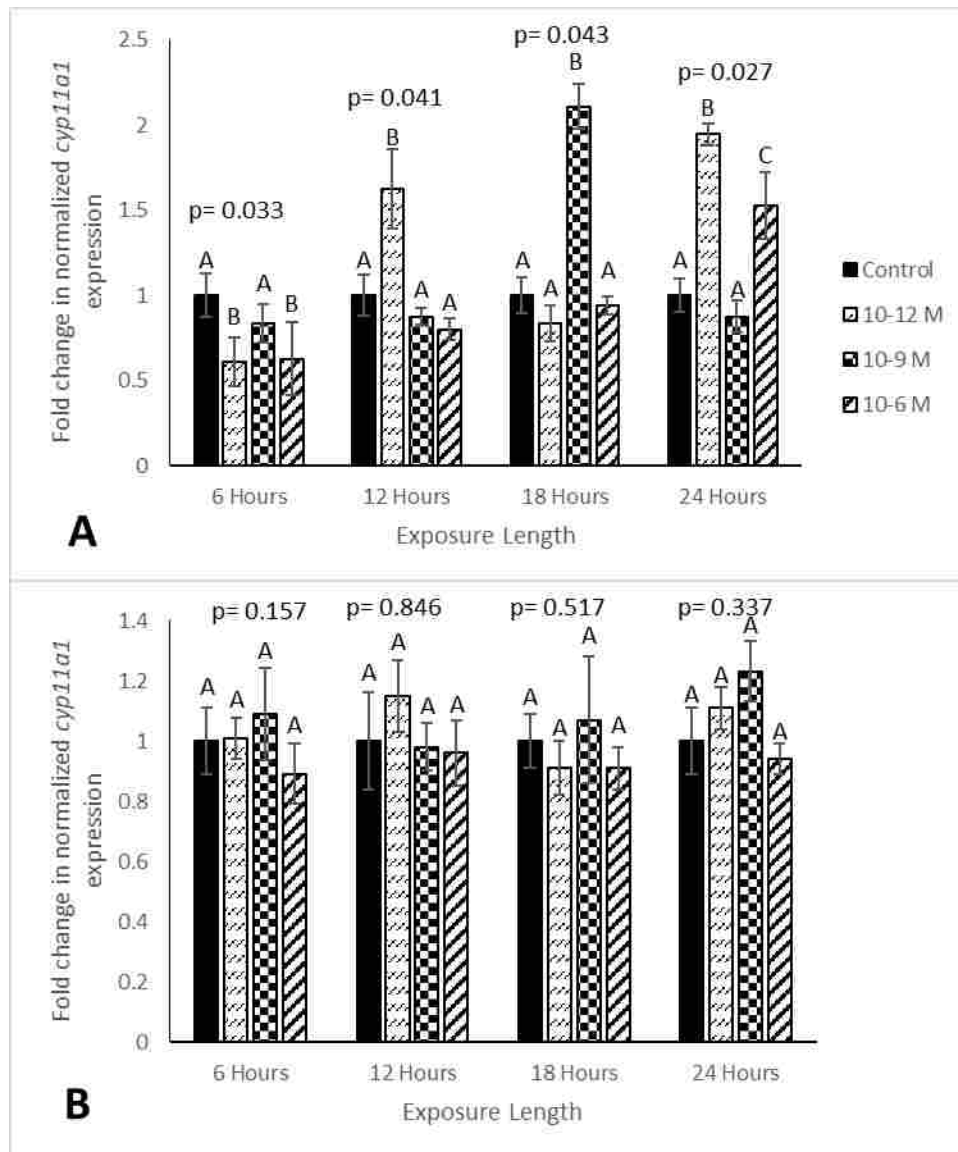 p= 0.043
2.5
p= 0.027
B
p= 0.041
B
2
B
C
1.5
p= 0.033
A A A A A A A A A A
B B
1
0.5
0
Fold change in normalized cyp11a1
expression
6 Hours 12 Hours 18 Hours 24 Hours
Exposure Length
A
Control
10-12 M
10-9 M
10-6 M
p= 0.157 p= 0.846 p= 0.517 p= 0.337
1.4
A A A A
A A A A
A A A A
A A A A
1.2
1
0.8
0.6
0.4
0.2
0
Fold change in normalized cyp11a1
expression
6 Hours 12 Hours 18 Hours 24 Hours
Exposure Length
B